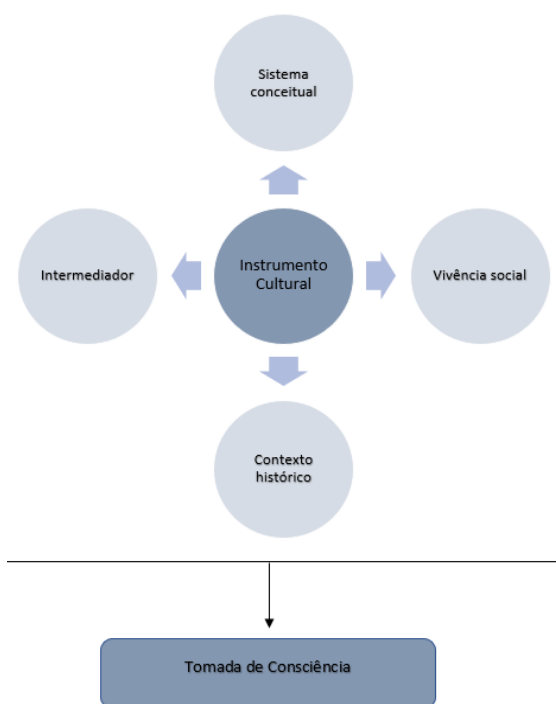 Sistema
conceitual
Intermediador
Instrumento
Cultural
Vivência social
Contexto
histórico
Tomada de Consciência